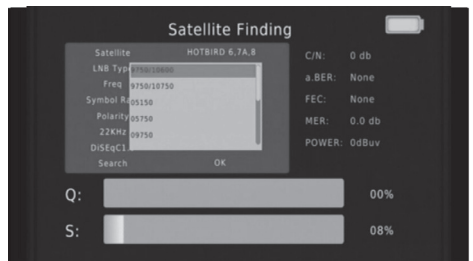 Satellite Finding
Satellite HOTBIRD 6,7A,8
LNB Typ 9750/10600
Freq 9750/10750
Symbol Ra 05150
Polarity 05750
22KHz 09750
DiSEqC1.
Search OK
C/N: 0 db
a.BER: None
FEC: None
MER: 0.0 db
POWER: 0dBuv
Q: 00%
S: 08%